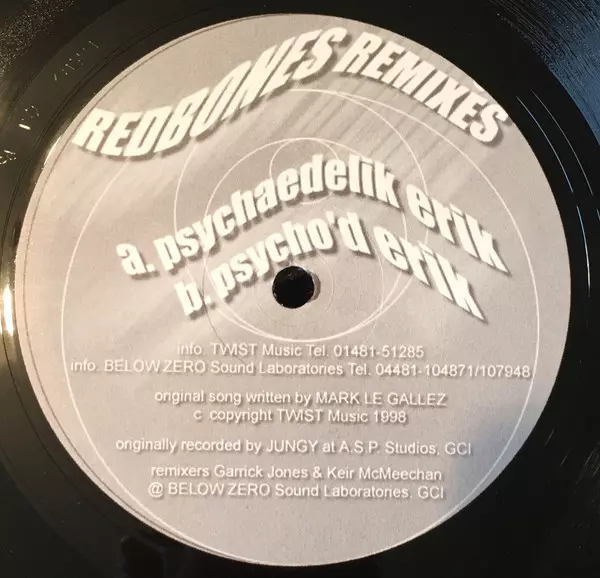 REDBONES REMIXES
a. psychaedelik erik
b. psycho'd erik
info. TWIST Music Tel. 01481-51285
info. BELOW ZERO Sound Laboratories Tel. 04481-104871/107948
original song written by MARK LE GALLEZ
c copyright TWIST Music 1998
originally recorded by JUNGY at A.S.P. Studios, GCI
remixers Garrick Jones & Keir McMeechan
@ BELOW ZERO Sound Laboratories. GCI